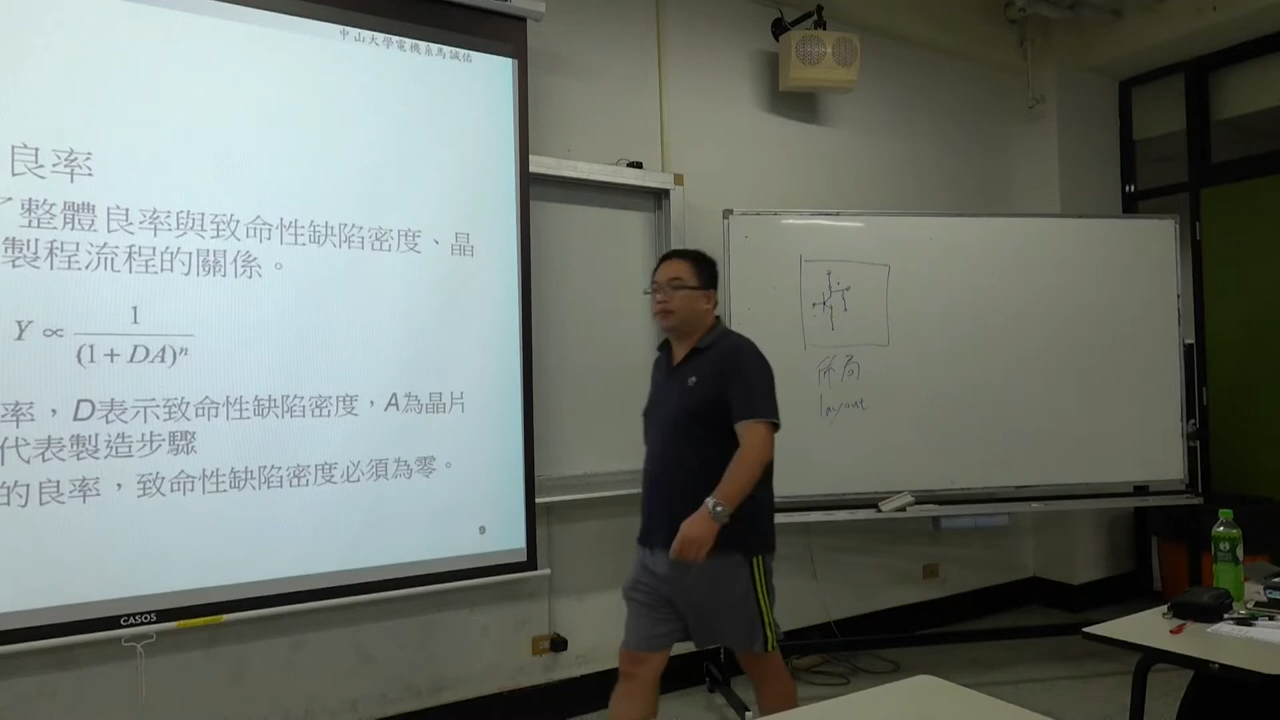 中山大學電機系馬誠佑
良率
了整體良率與致命性缺陷密度、晶
製程流程的關係。
Y ∝ 1/(1 + DA)ⁿ
率，D表示致命性缺陷密度，A為晶片
代表製造步驟
的良率，致命性缺陷密度必須為零。
9
CASOS
佈局
layout